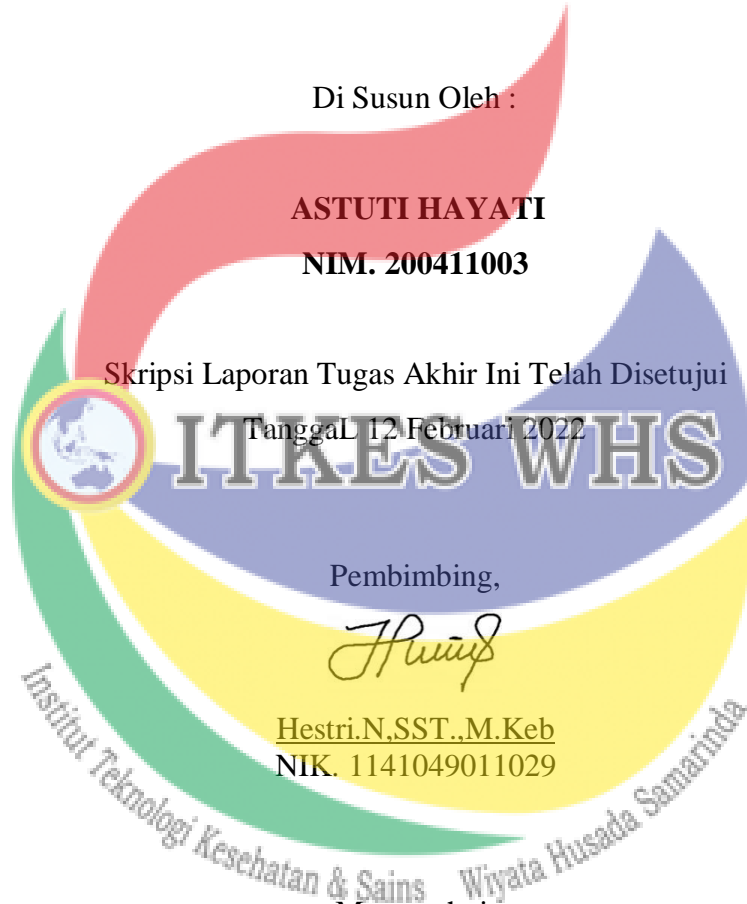 Di Susun Oleh :
ASTUTI HAYATI
NIM. 200411003
Skripsi Laporan Tugas Akhir Ini Telah Disetujui
TanggaL 12 Februari 2022
ITKES WHS
Pembimbing,
Hestri.N,SST.,M.Keb
NIK. 1141049011029
Institut Teknologi Kesehatan & Sains Wiyata Husada Samarinda